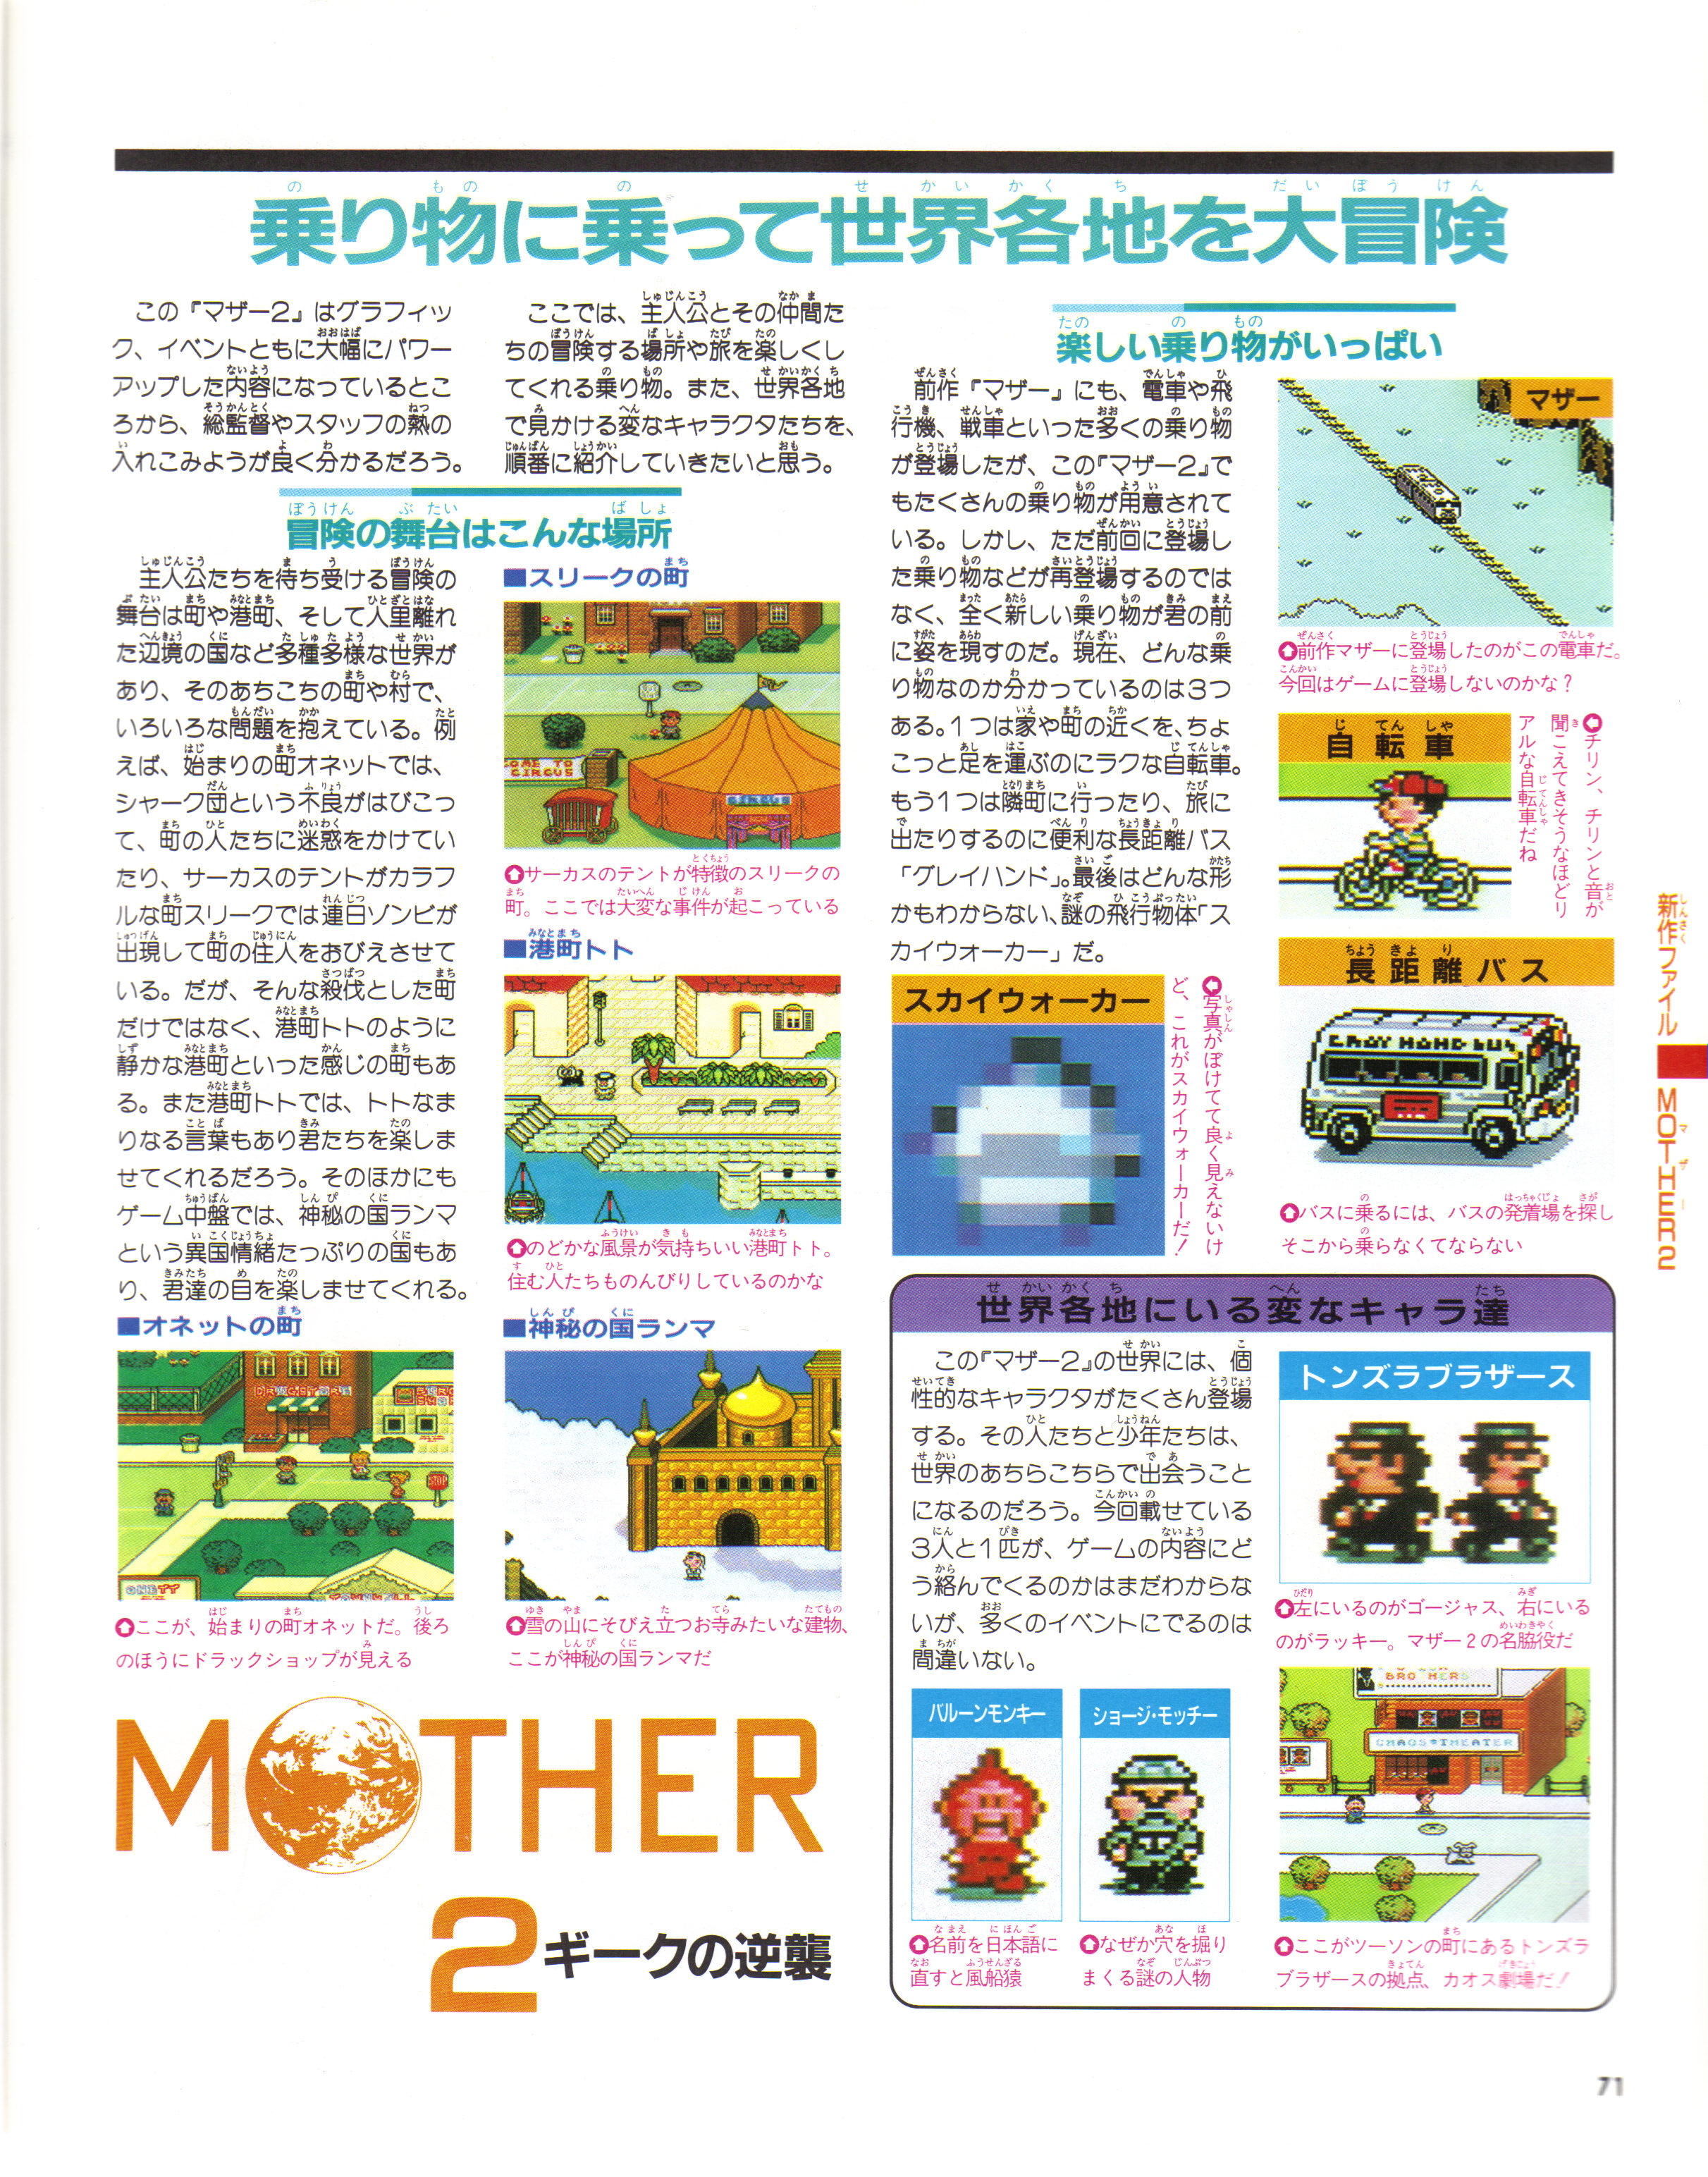 乗り物に乗って世界各地を大冒険
この『マザー2』はグラフィッ
ク、イベントともに大幅にパワー
アップした内容になっているとこ
ろから、総監督やスタッフの熱の
入れこみようが良く分かるだろう。
ここでは、主人公とその仲間た
ちの冒険する場所や旅を楽しくし
てくれる乗り物。また、世界各地
で見かける変なキャラクタたちを、
順番に紹介していきたいと思う。
冒険の舞台はこんな場所
主人公たちを待ち受ける冒険の
舞台は町や港町、そして人里離れ
た辺境の国など多種多様な世界が
あり、そのあちこちの町や村で、
いろいろな問題を抱えている。例
えば、始まりの町オネットでは、
シャーク団という不良がはびこっ
て、町の人たちに迷惑をかけてい
たり、サーカスのテントがカラフ
ルな町スリークでは連日ゾンビが
出現して町の住人をおびえさせて
いる。だが、そんな殺伐とした町
だけではなく、港町トトのように
静かな港町といった感じの町もあ
る。また港町トトでは、トトなま
りなる言葉もあり君たちを楽しま
せてくれるだろう。そのほかにも
ゲーム中盤では、神秘の国ランマ
という異国情緒たっぷりの国もあ
り、君達の目を楽しませてくれる。
■オネットの町
DRUGSTORE
STOP
ONETT
⬆ここが、始まりの町オネットだ。後ろ
のほうにドラックショップが見える
■スリークの町
COME TO
CIRCUS
CIRCUS
⬆サーカスのテントが特徴のスリークの
町。ここでは大変な事件が起こっている
■港町トト
⬆のどかな風景が気持ちいい港町トト。
住む人たちものんびりしているのかな
■神秘の国ランマ
⬆雪の山にそびえ立つお寺みたいな建物、
ここが神秘の国ランマだ
MOTHER
2 ギークの逆襲
楽しい乗り物がいっぱい
前作『マザー』にも、電車や飛
行機、戦車といった多くの乗り物
が登場したが、この『マザー2』で
もたくさんの乗り物が用意されて
いる。しかし、ただ前回に登場し
た乗り物などが再登場するのでは
なく、全く新しい乗り物が君の前
に姿を現すのだ。現在、どんな乗
り物なのか分かっているのは3つ
ある。1つは家や町の近くを、ちょ
こっと足を運ぶのにラクな自転車。
もう1つは隣町に行ったり、旅に
出たりするのに便利な長距離バス
「グレイハンド」。最後はどんな形
かもわからない、謎の飛行物体「ス
カイウォーカー」だ。
マザー
⬆前作マザーに登場したのがこの電車だ。
今回はゲームに登場しないのかな?
自転車
⬅チリン、チリンと音が
聞こえてきそうなほどリ
アルな自転車だね
長距離バス
⬆バスに乗るには、バスの発着場を探し
そこから乗らなくてならない
スカイウォーカー
⬅写真がぼけてて良く見えないけ
ど、これがスカイウォーカーだ!
世界各地にいる変なキャラ達
この『マザー2』の世界には、個
性的なキャラクタがたくさん登場
する。その人たちと少年たちは、
世界のあちらこちらで出会うこと
になるのだろう。今回載せている
3人と1匹が、ゲームの内容にど
う絡んでくるのかはまだわからな
いが、多くのイベントにでるのは
間違いない。
トンズラブラザース
⬆左にいるのがゴージャス、右にいる
のがラッキー。マザー2の名脇役だ
バルーンモンキー
⬆名前を日本語に
直すと風船猿
ショージ・モッチー
⬆なぜか穴を掘り
まくる謎の人物
BROTHERS
CHAOS THEATER
⬆ここがツーソンの町にあるトンズラ
ブラザースの拠点、カオス劇場だ!
新作ファイル
MOTHER2
71